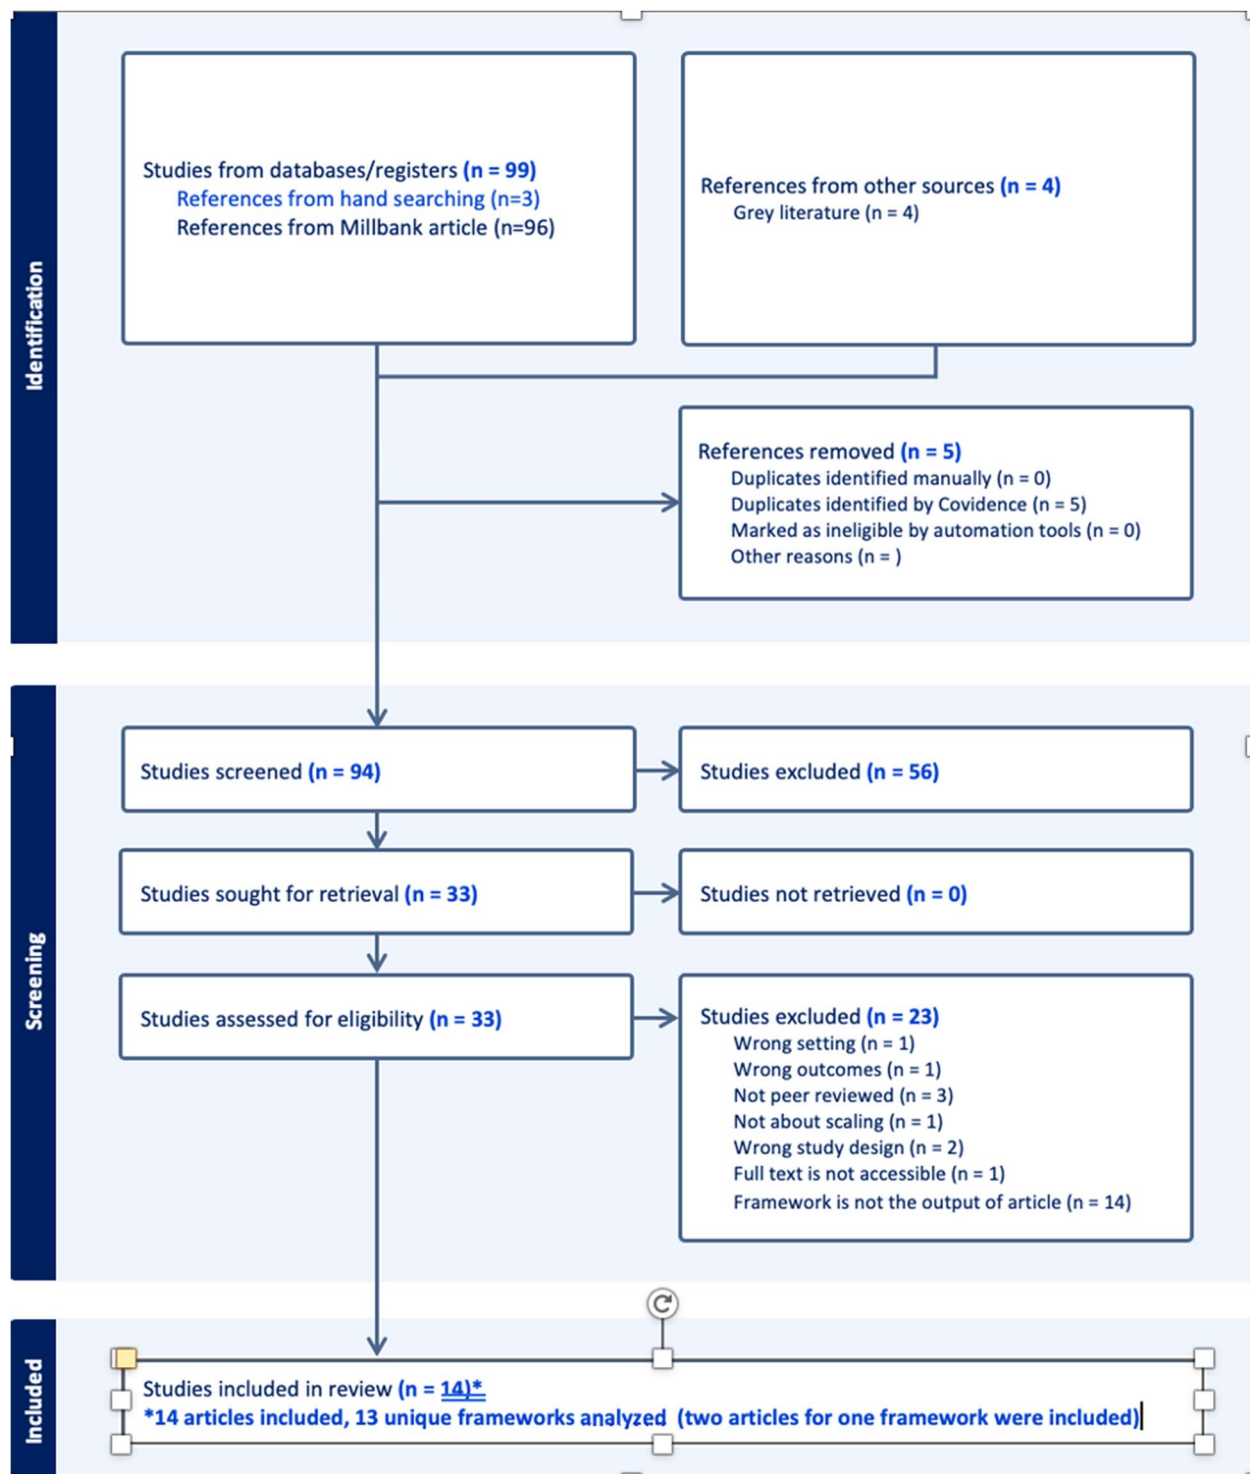 Identification
Studies from databases/registers (n = 99)
References from hand searching (n=3)
References from Millbank article (n=96)
References from other sources (n = 4)
Grey literature (n = 4)
References removed (n = 5)
Duplicates identified manually (n = 0)
Duplicates identified by Covidence (n = 5)
Marked as ineligible by automation tools (n = 0)
Other reasons (n = )
Screening
Studies screened (n = 94)
Studies excluded (n = 56)
Studies sought for retrieval (n = 33)
Studies not retrieved (n = 0)
Studies assessed for eligibility (n = 33)
Studies excluded (n = 23)
Wrong setting (n = 1)
Wrong outcomes (n = 1)
Not peer reviewed (n = 3)
Not about scaling (n = 1)
Wrong study design (n = 2)
Full text is not accessible (n = 1)
Framework is not the output of article (n = 14)
Included
Studies included in review (n = 14)*
*14 articles included, 13 unique frameworks analyzed (two articles for one framework were included)